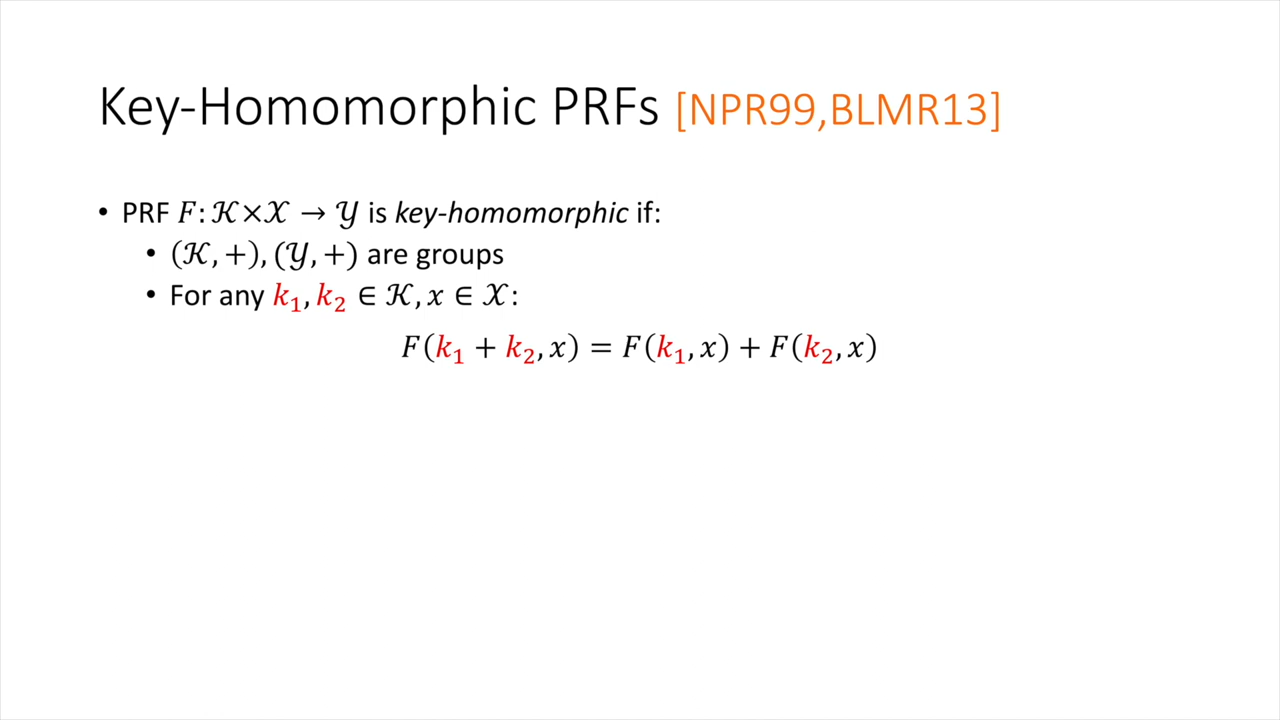 Key-Homomorphic PRFs [NPR99,BLMR13]
• PRF 𝐹: 𝒦×𝒳 → 𝒴 is key-homomorphic if:
• (𝒦, +), (𝒴, +) are groups
• For any 𝑘₁, 𝑘₂ ∈ 𝒦, 𝑥 ∈ 𝒳:
𝐹(𝑘₁ + 𝑘₂, 𝑥) = 𝐹(𝑘₁, 𝑥) + 𝐹(𝑘₂, 𝑥)